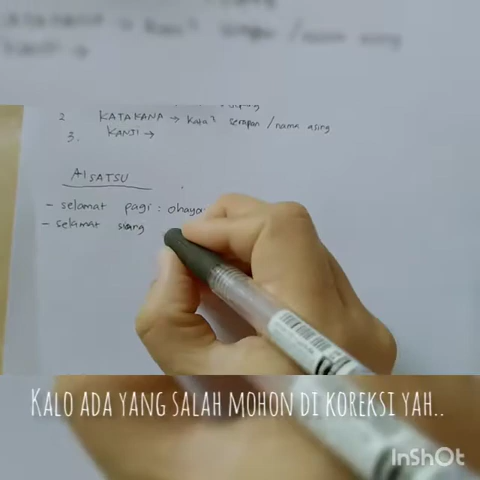 2 KATAKANA → kata² serapan / nama asing
3. KANJI →
AISATSU
- selamat pagi : ohayo
- selamat siang
KALO ADA YANG SALAH MOHON DI KOREKSI YAH..
InShOt